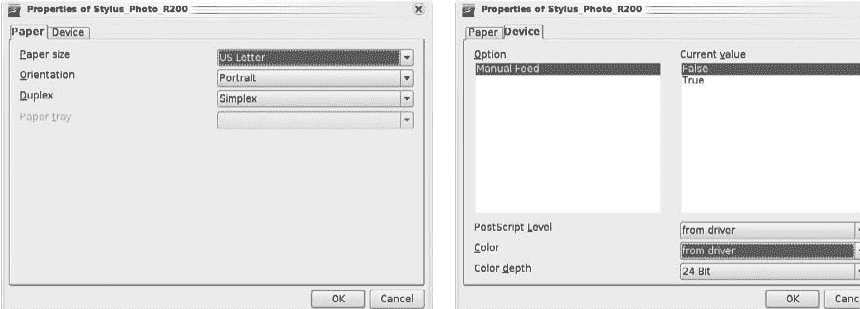 Properties of Stylus_Photo_R200
Paper Device
Paper size US Letter
Orientation Portrait
Duplex Simplex
Paper tray
OK Cancel
Properties of Stylus_Photo_R200
Paper Device
Option Current value
Manual Feed False
True
PostScript Level from driver
Color from driver
Color depth 24 Bit
OK Canc